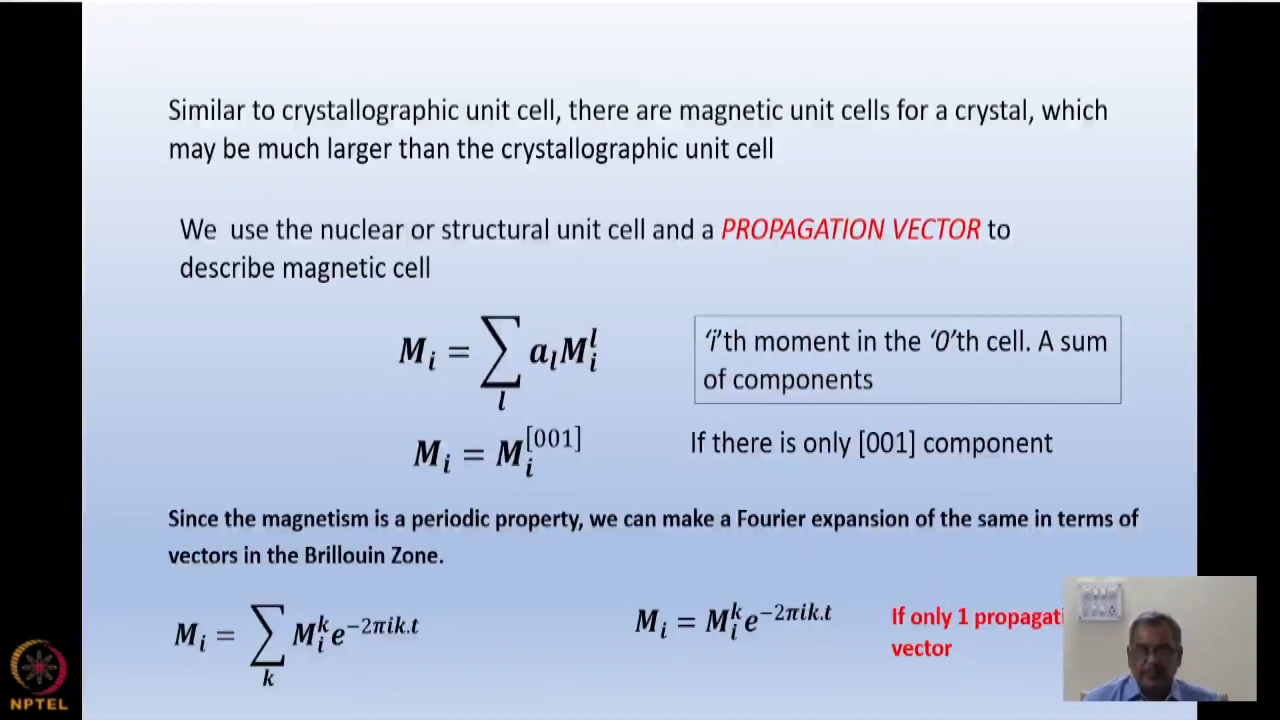 Similar to crystallographic unit cell, there are magnetic unit cells for a crystal, which
may be much larger than the crystallographic unit cell
We use the nuclear or structural unit cell and a PROPAGATION VECTOR to
describe magnetic cell
M_i = ∑_l a_l M_i^l
‘i’th moment in the ‘0’th cell. A sum
of components
M_i = M_i^[001]
If there is only [001] component
Since the magnetism is a periodic property, we can make a Fourier expansion of the same in terms of
vectors in the Brillouin Zone.
M_i = ∑_k M_i^k e^{-2πik.t}
M_i = M_i^k e^{-2πik.t}
If only 1 propagati
vector
NPTEL